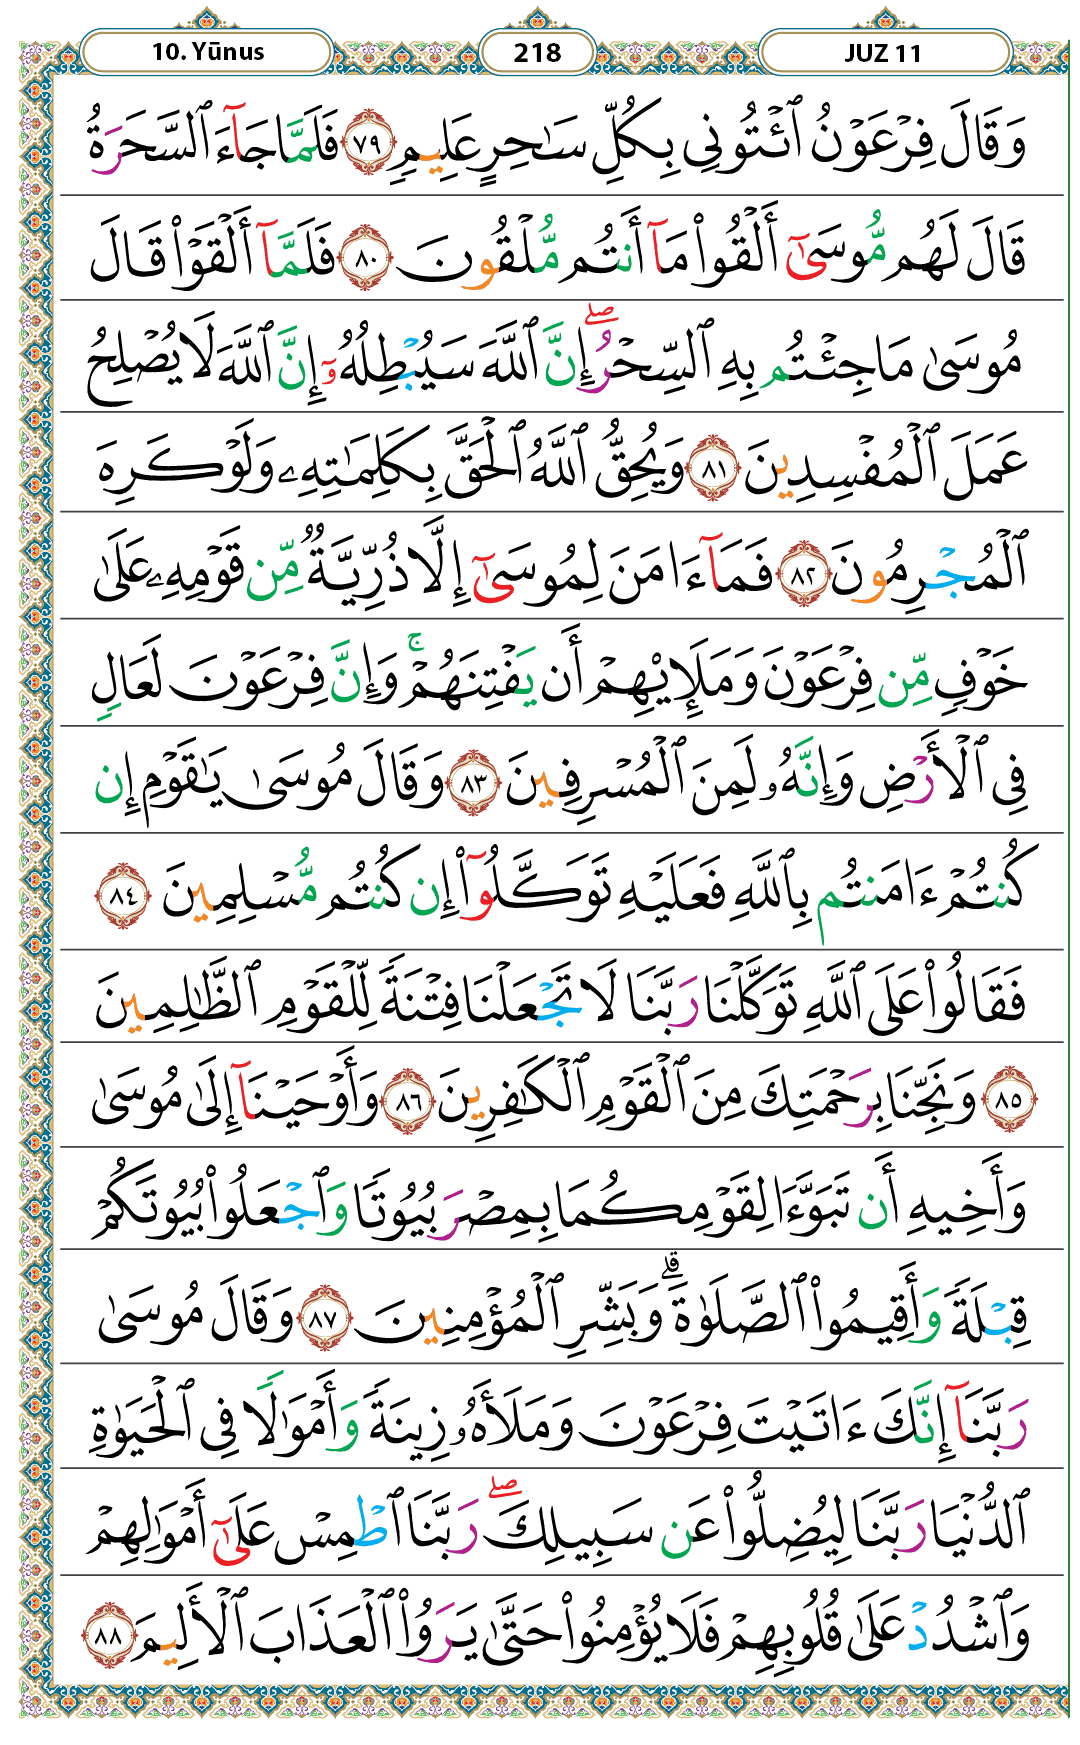 10. Yūnus
218
JUZ 11
وَقَالَ فِرْعَوْنُ ٱئْتُونِى بِكُلِّ سَـٰحِرٍ عَلِيمٍ ٧٩ فَلَمَّا جَآءَ ٱلسَّحَرَةُ
قَالَ لَهُم مُّوسَىٰٓ أَلْقُوا۟ مَآ أَنتُم مُّلْقُونَ ٨٠ فَلَمَّآ أَلْقَوْا۟ قَالَ
مُوسَىٰ مَا جِئْتُم بِهِ ٱلسِّحْرُ ۖ إِنَّ ٱللَّهَ سَيُبْطِلُهُۥٓ إِنَّ ٱللَّهَ لَا يُصْلِحُ
عَمَلَ ٱلْمُفْسِدِينَ ٨١ وَيُحِقُّ ٱللَّهُ ٱلْحَقَّ بِكَلِمَـٰتِهِۦ وَلَوْ كَرِهَ
ٱلْمُجْرِمُونَ ٨٢ فَمَآ ءَامَنَ لِمُوسَىٰٓ إِلَّا ذُرِّيَّةٌ مِّن قَوْمِهِۦ عَلَىٰ
خَوْفٍ مِّن فِرْعَوْنَ وَمَلَإِي۟هِمْ أَن يَفْتِنَهُمْ ۚ وَإِنَّ فِرْعَوْنَ لَعَالٍ
فِى ٱلْأَرْضِ وَإِنَّهُۥ لَمِنَ ٱلْمُسْرِفِينَ ٨٣ وَقَالَ مُوسَىٰ يَـٰقَوْمِ إِن
كُنتُمْ ءَامَنتُم بِٱللَّهِ فَعَلَيْهِ تَوَكَّلُوٓا۟ إِن كُنتُم مُّسْلِمِينَ ٨٤
فَقَالُوا۟ عَلَى ٱللَّهِ تَوَكَّلْنَا رَبَّنَا لَا تَجْعَلْنَا فِتْنَةً لِّلْقَوْمِ ٱلظَّـٰلِمِينَ
٨٥ وَنَجِّنَا بِرَحْمَتِكَ مِنَ ٱلْقَوْمِ ٱلْكَـٰفِرِينَ ٨٦ وَأَوْحَيْنَآ إِلَىٰ مُوسَىٰ
وَأَخِيهِ أَن تَبَوَّءَا لِقَوْمِكُمَا بِمِصْرَ بُيُوتًا وَٱجْعَلُوا۟ بُيُوتَكُمْ
قِبْلَةً وَأَقِيمُوا۟ ٱلصَّلَوٰةَ ۗ وَبَشِّرِ ٱلْمُؤْمِنِينَ ٨٧ وَقَالَ مُوسَىٰ
رَبَّنَآ إِنَّكَ ءَاتَيْتَ فِرْعَوْنَ وَمَلَأَهُۥ زِينَةً وَأَمْوَٰلًا فِى ٱلْحَيَوٰةِ
ٱلدُّنْيَا رَبَّنَا لِيُضِلُّوا۟ عَن سَبِيلِكَ ۖ رَبَّنَا ٱطْمِسْ عَلَىٰٓ أَمْوَٰلِهِمْ
وَٱشْدُدْ عَلَىٰ قُلُوبِهِمْ فَلَا يُؤْمِنُوا۟ حَتَّىٰ يَرَوُا۟ ٱلْعَذَابَ ٱلْأَلِيمَ ٨٨